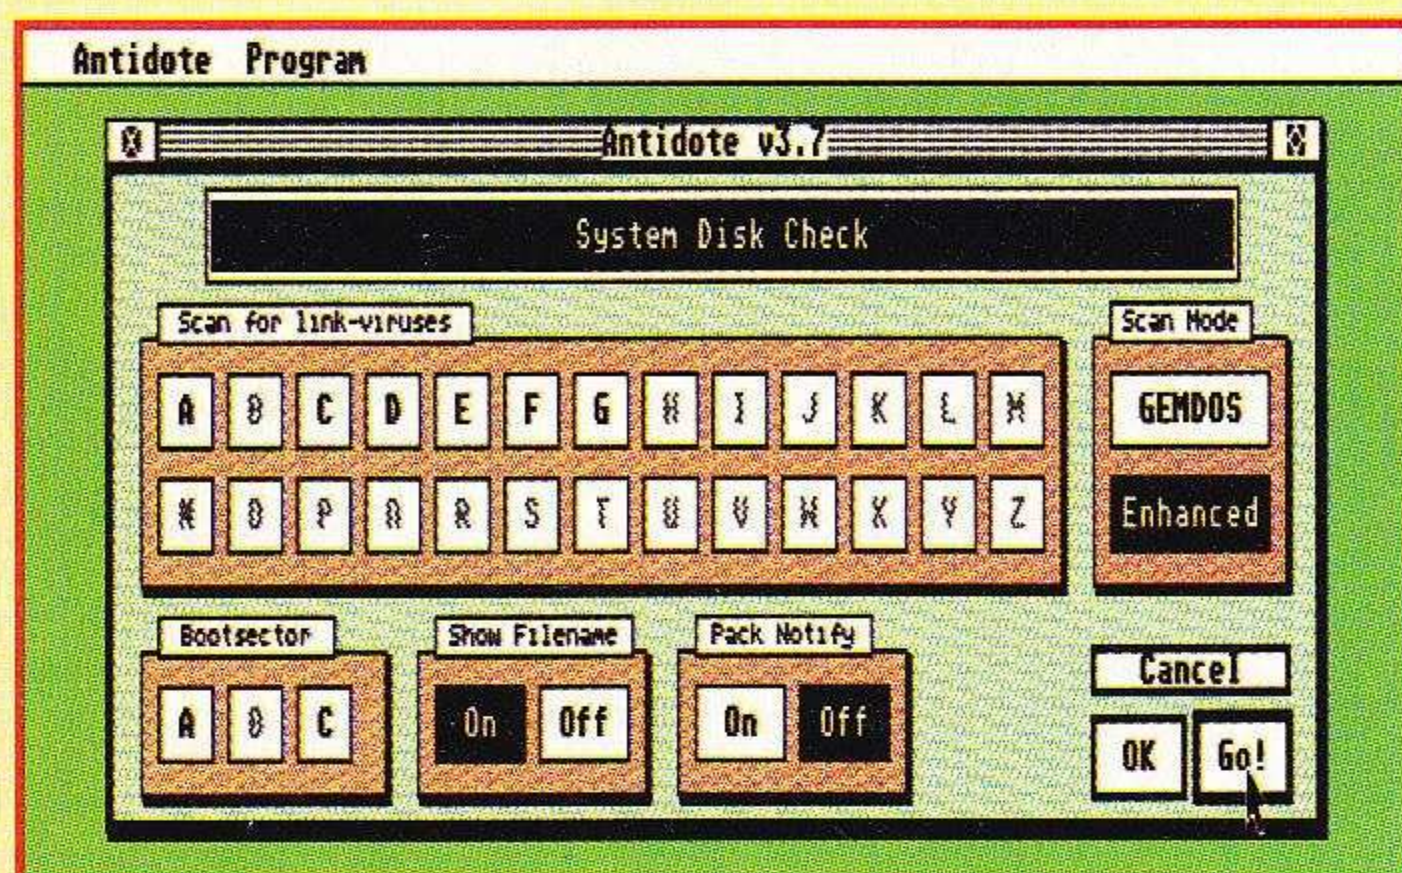 Antidote Program
Antidote v3.7
System Disk Check
Scan for link-viruses
Scan Mode
A B C D E F G H I J K L M
GEMDOS
N O P Q R S T U V W X Y Z
Enhanced
Bootsector
Show Filename
Pack Notify
A B C
On Off
On Off
Cancel
OK Go!